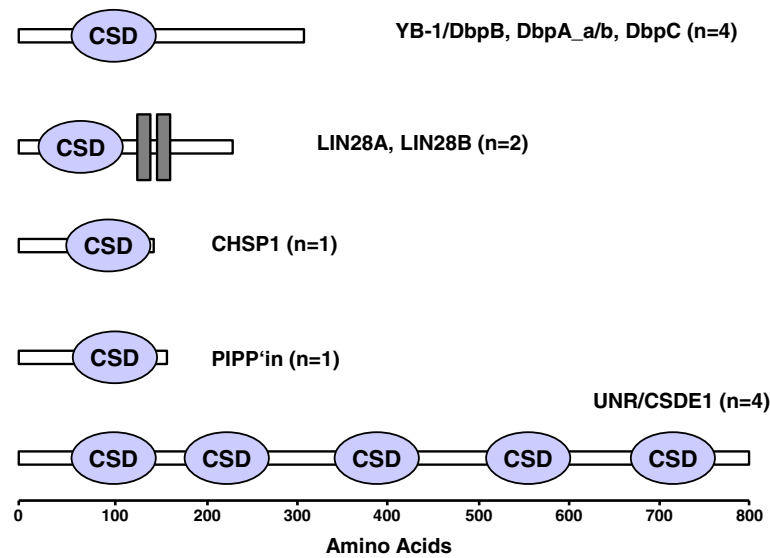 CSD
YB-1/DbpB, DbpA_a/b, DbpC (n=4)
CSD
LIN28A, LIN28B (n=2)
CSD
CHSP1 (n=1)
CSD
PIPP‘in (n=1)
UNR/CSDE1 (n=4)
CSD CSD CSD CSD CSD
0 100 200 300 400 500 600 700 800
Amino Acids